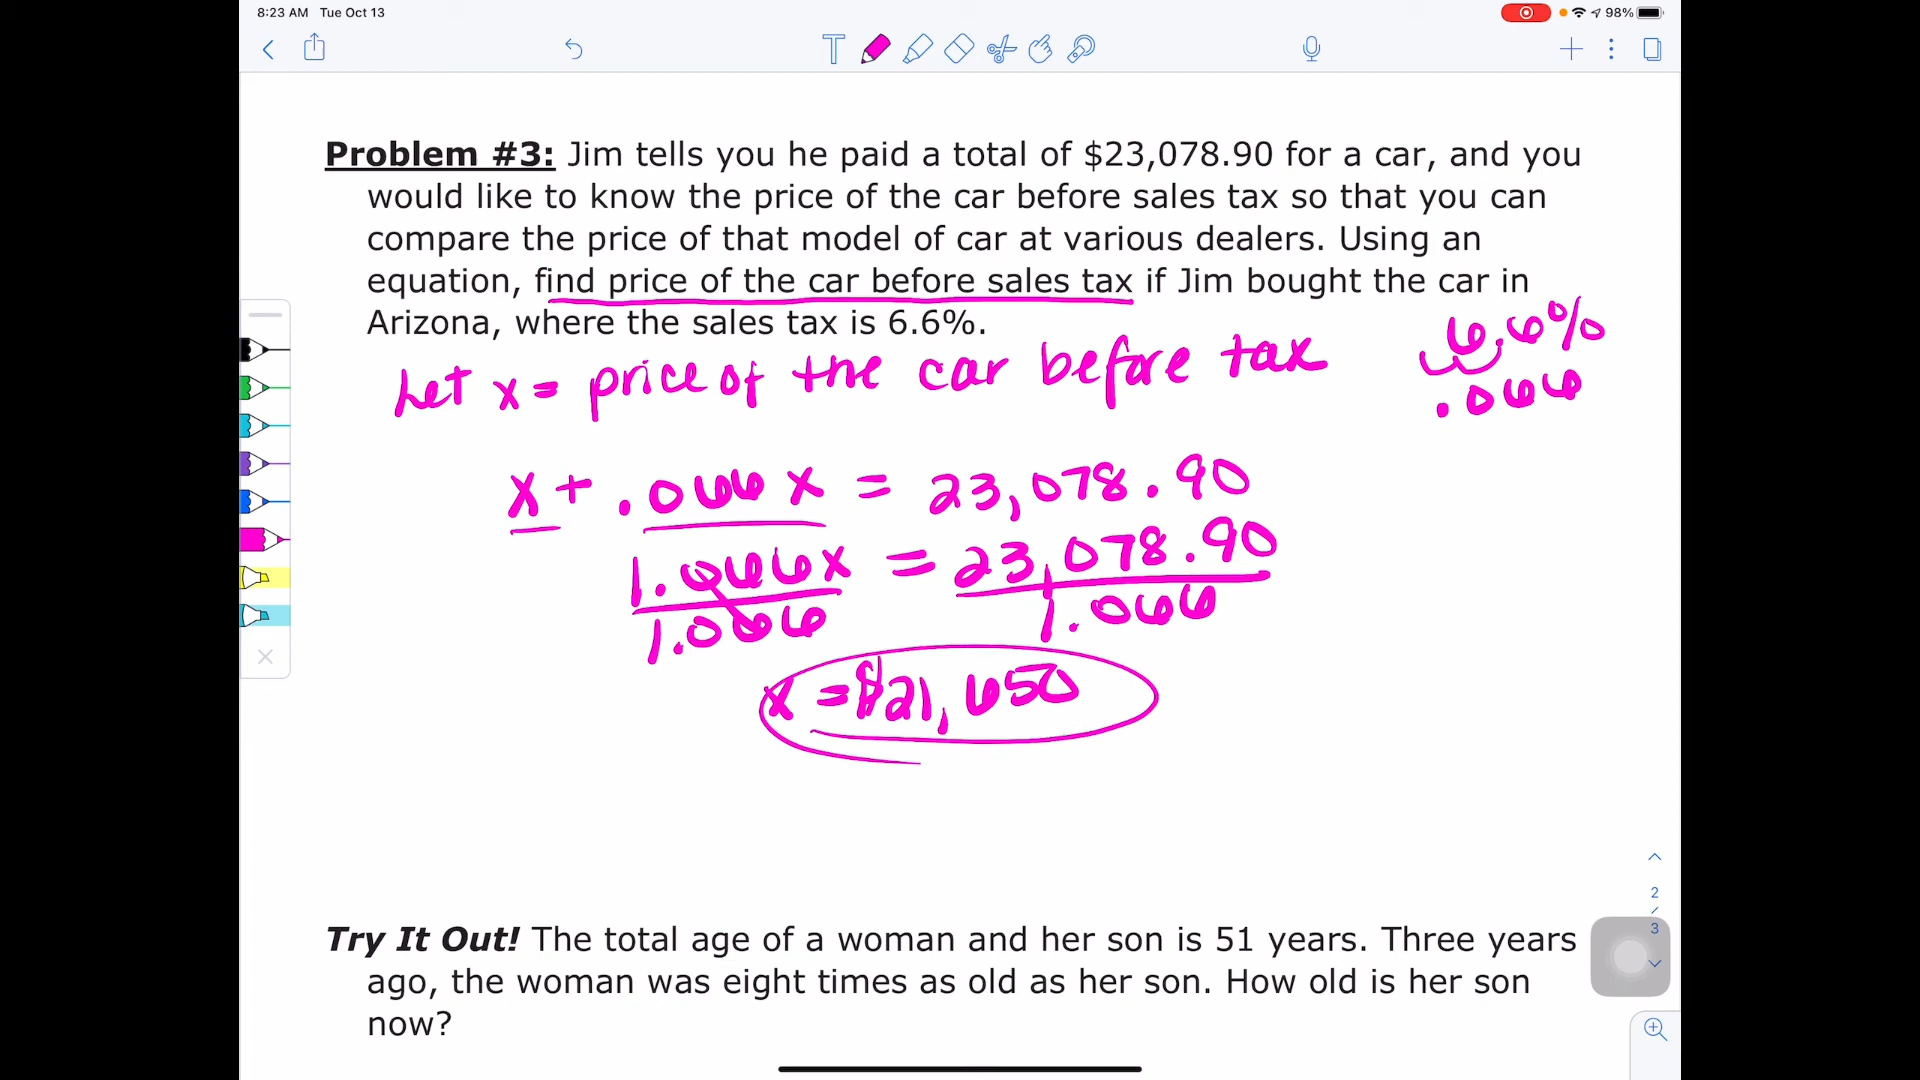 8:23 AM Tue Oct 13
98%
T
Problem #3: Jim tells you he paid a total of $23,078.90 for a car, and you
would like to know the price of the car before sales tax so that you can
compare the price of that model of car at various dealers. Using an
equation, find price of the car before sales tax if Jim bought the car in
Arizona, where the sales tax is 6.6%.
6.6%
Let x = price of the car before tax
.066
x + .066x = 23,078.90
1.066x = 23,078.90
1.066 1.066
x = $21,650
2
/
3
Try It Out! The total age of a woman and her son is 51 years. Three years
ago, the woman was eight times as old as her son. How old is her son
now?